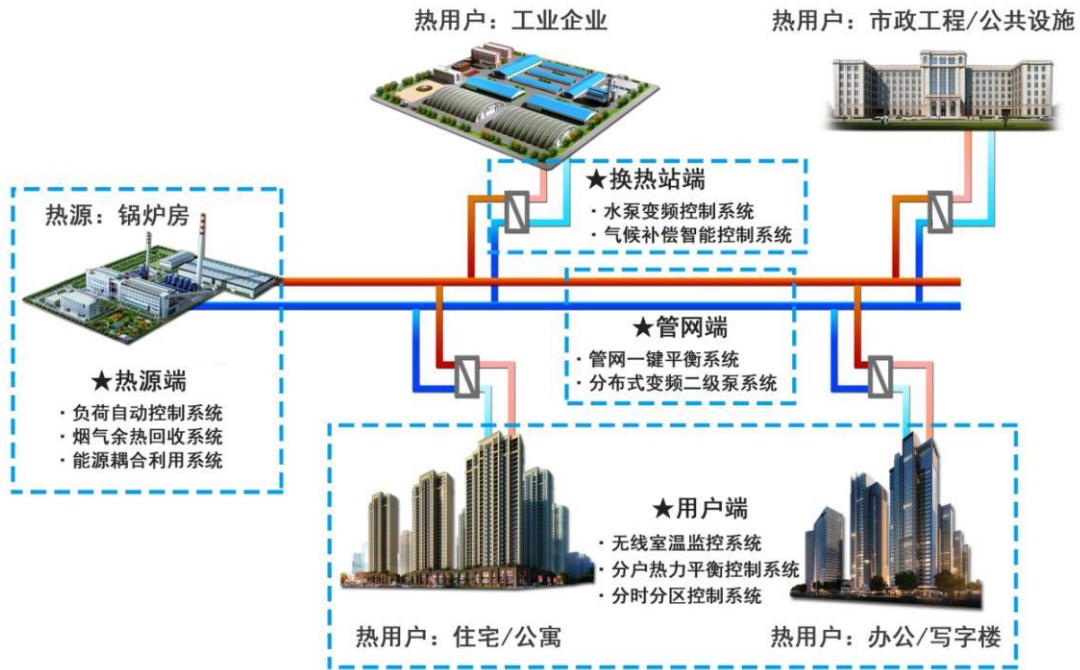 热用户：工业企业
热用户：市政工程/公共设施
★换热站端
·水泵变频控制系统
·气候补偿智能控制系统
热源：锅炉房
★管网端
·管网一键平衡系统
·分布式变频二级泵系统
★热源端
·负荷自动控制系统
·烟气余热回收系统
·能源耦合利用系统
★用户端
·无线室温监控系统
·分户热力平衡控制系统
·分时分区控制系统
热用户：住宅/公寓
热用户：办公/写字楼